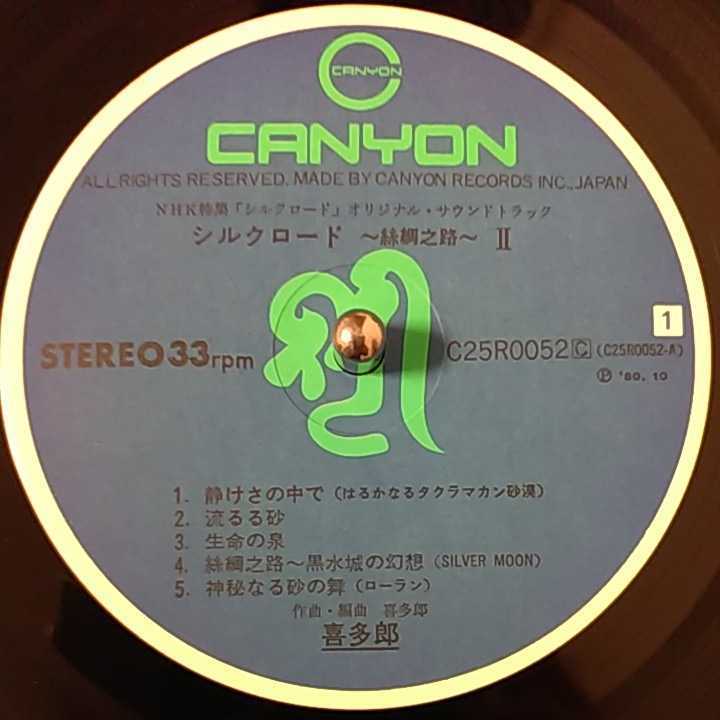 CANYON
CANYON
ALL RIGHTS RESERVED. MADE BY CANYON RECORDS INC., JAPAN
NHK特集「シルクロード」オリジナル・サウンドトラック
シルクロード ～絲綢之路～ II
1
STEREO 33rpm
C25R0052 C (C25R0052-A)
Ⓟ '80. 10
1. 静けさの中で (はるかなるタクラマカン砂漠)
2. 流るる砂
3. 生命の泉
4. 絲綢之路～黒水城の幻想 (SILVER MOON)
5. 神秘なる砂の舞 (ローラン)
作曲・編曲 喜多郎
喜多郎